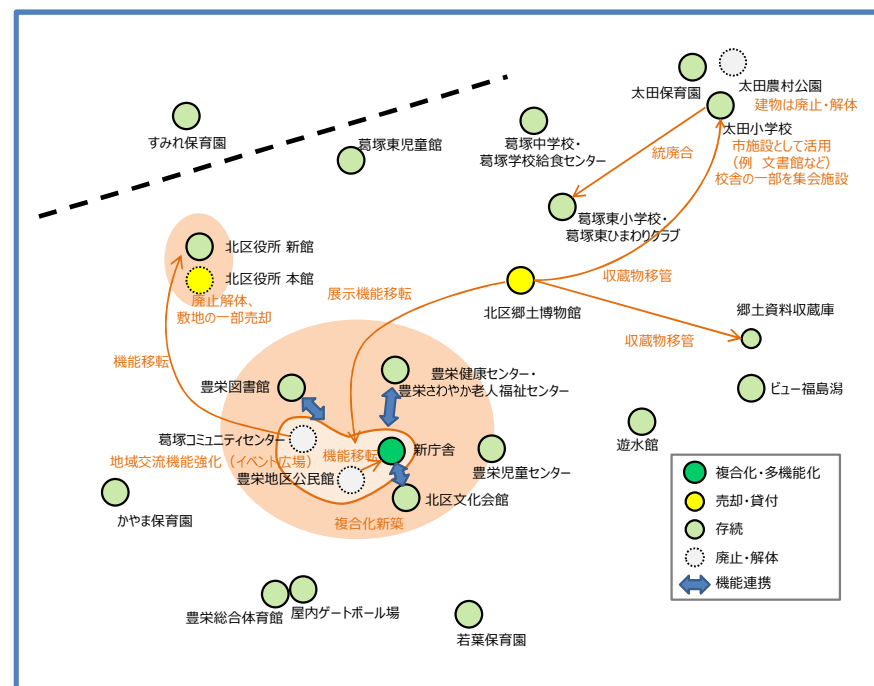 太田保育園
太田農村公園
建物は廃止・解体
太田小学校
市施設として活用
（例　文書館など）
校舎の一部を集会施設
すみれ保育園
葛塚東児童館
葛塚中学校・
葛塚学校給食センター
統廃合
葛塚東小学校・
葛塚東ひまわりクラブ
北区役所 新館
北区役所 本館
廃止解体、
敷地の一部売却
展示機能移転
北区郷土博物館
収蔵物移管
収蔵物移管
郷土資料収蔵庫
機能移転
豊栄図書館
豊栄健康センター・
豊栄さわやか老人福祉センター
ビュー福島潟
遊水館
葛塚コミュニティセンター
地域交流機能強化（イベント広場）
機能移転
新庁舎
豊栄地区公民館
豊栄児童センター
北区文化会館
複合化新築
かやま保育園
豊栄総合体育館
屋内ゲートボール場
若葉保育園
複合化・多機能化
売却・貸付
存続
廃止・解体
機能連携